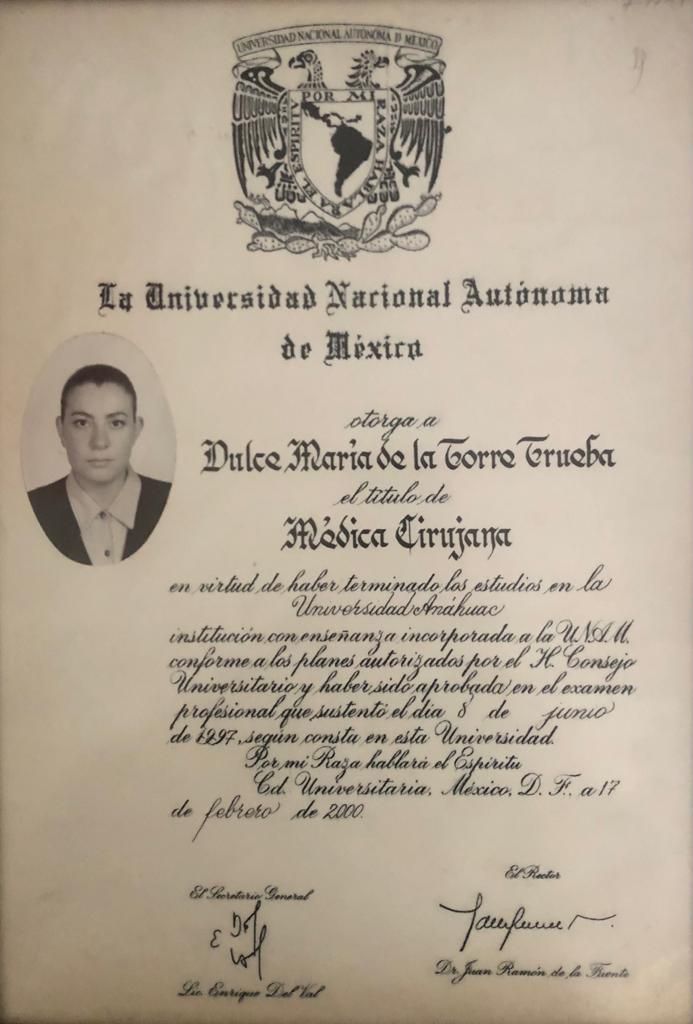 UNIVERSIDAD NACIONAL AUTÓNOMA D MEXICO
POR MI RAZA HABLARA EL ESPIRITU
La Universidad Nacional Autónoma
de México
otorga a
Dulce María de la Torre Trueba
el título de
Médica Cirujana
en virtud de haber terminado los estudios en la
Universidad Anáhuac
institución con enseñanza incorporada a la U.N.A.M.
conforme a los planes autorizados por el H. Consejo
Universitario y haber sido aprobada en el examen
profesional que sustentó el día 8 de junio
de 1997, según consta en esta Universidad.
Por mi Raza hablará el Espíritu
Cd. Universitaria, México, D. F. a 17
de febrero de 2000.
El Rector
El Secretario General
Dr. Juan Ramón de la Fuente
Lic. Enrique Del Val